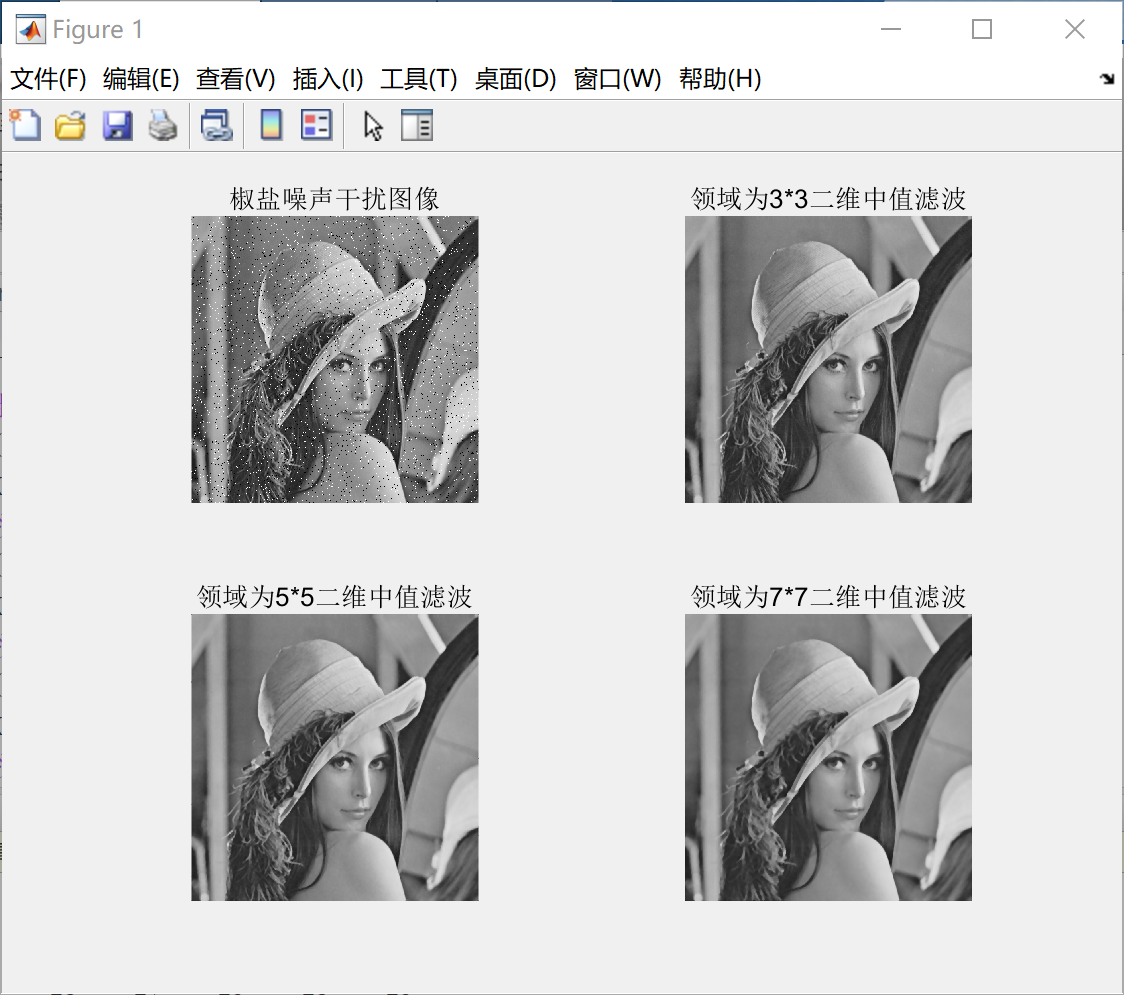 Figure 1
文件(F) 编辑(E) 查看(V) 插入(I) 工具(T) 桌面(D) 窗口(W) 帮助(H)
椒盐噪声干扰图像
领域为3*3二维中值滤波
领域为5*5二维中值滤波
领域为7*7二维中值滤波